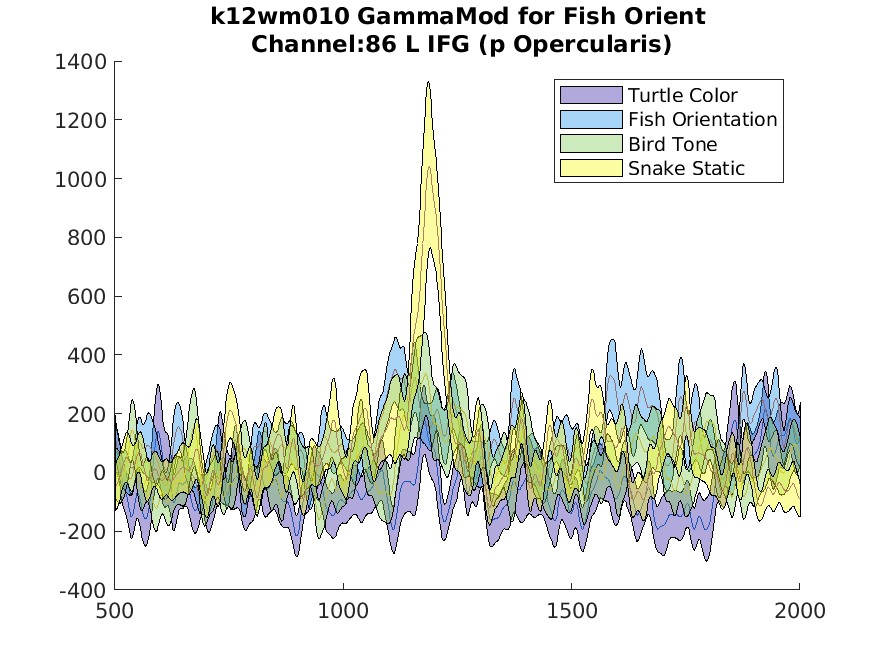 k12wm010 GammaMod for Fish Orient
Channel:86 L IFG (p Opercularis)
1400
1200
1000
800
600
400
200
0
-200
-400
500
1000
1500
2000
Turtle Color
Fish Orientation
Bird Tone
Snake Static